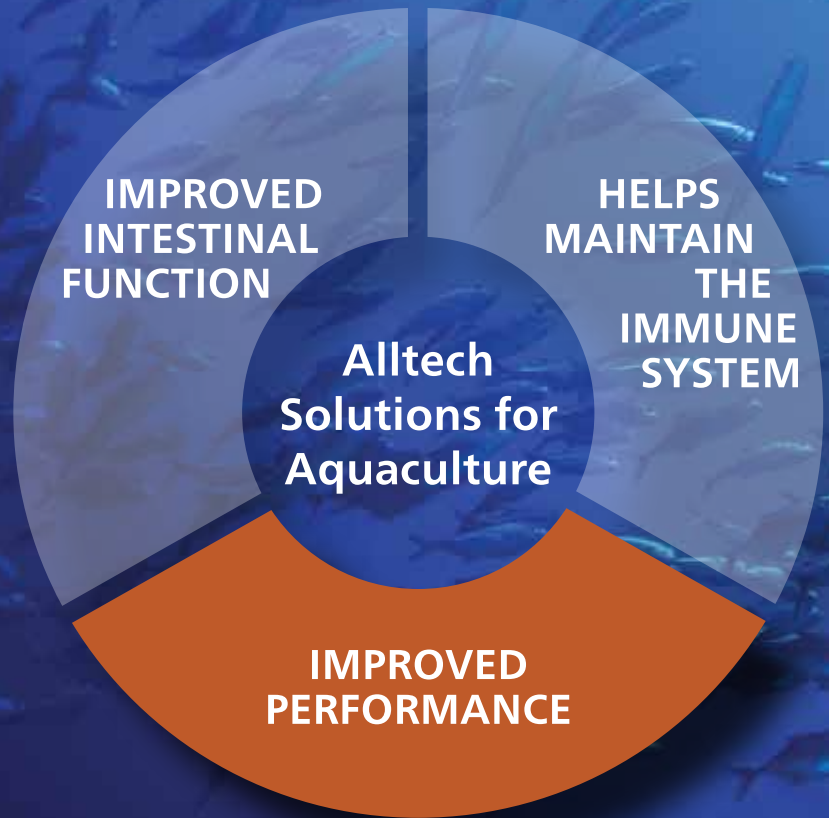 IMPROVED
INTESTINAL
FUNCTION
HELPS
MAINTAIN
THE
IMMUNE
SYSTEM
Alltech
Solutions for
Aquaculture
IMPROVED
PERFORMANCE